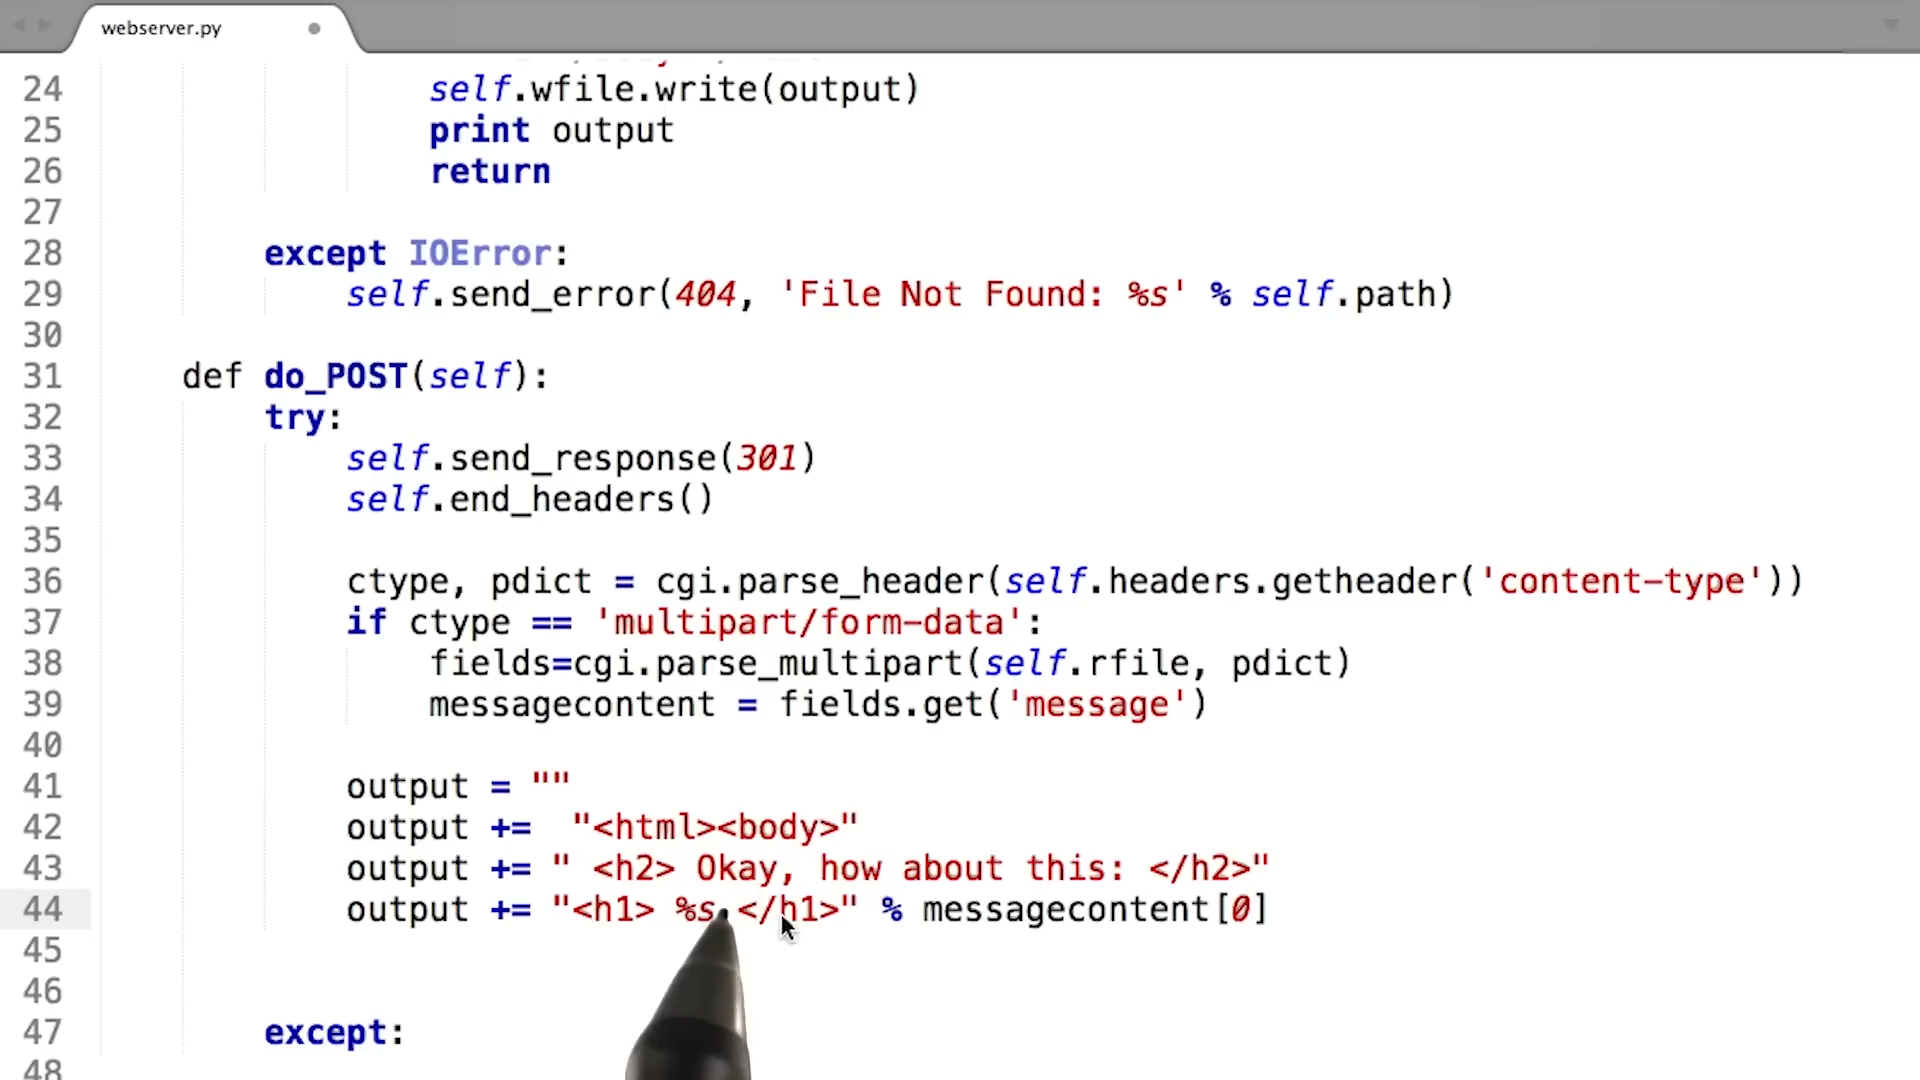 webserver.py
24 self.wfile.write(output)
25 print output
26 return
27
28 except IOError:
29 self.send_error(404, 'File Not Found: %s' % self.path)
30
31 def do_POST(self):
32 try:
33 self.send_response(301)
34 self.end_headers()
35
36 ctype, pdict = cgi.parse_header(self.headers.getheader('content-type'))
37 if ctype == 'multipart/form-data':
38 fields=cgi.parse_multipart(self.rfile, pdict)
39 messagecontent = fields.get('message')
40
41 output = ""
42 output +=  "<html><body>"
43 output += " <h2> Okay, how about this: </h2>"
44 output += "<h1> %s </h1>" % messagecontent[0]
45
46
47 except:
48